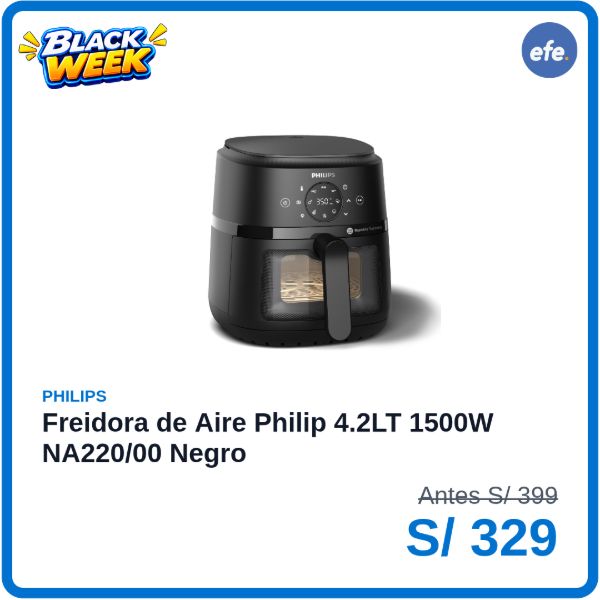 BLACK
WEEK
efe.
PHILIPS
350
PHILIPS
Freidora de Aire Philip 4.2LT 1500W
NA220/00 Negro
Antes S/ 399
S/ 329